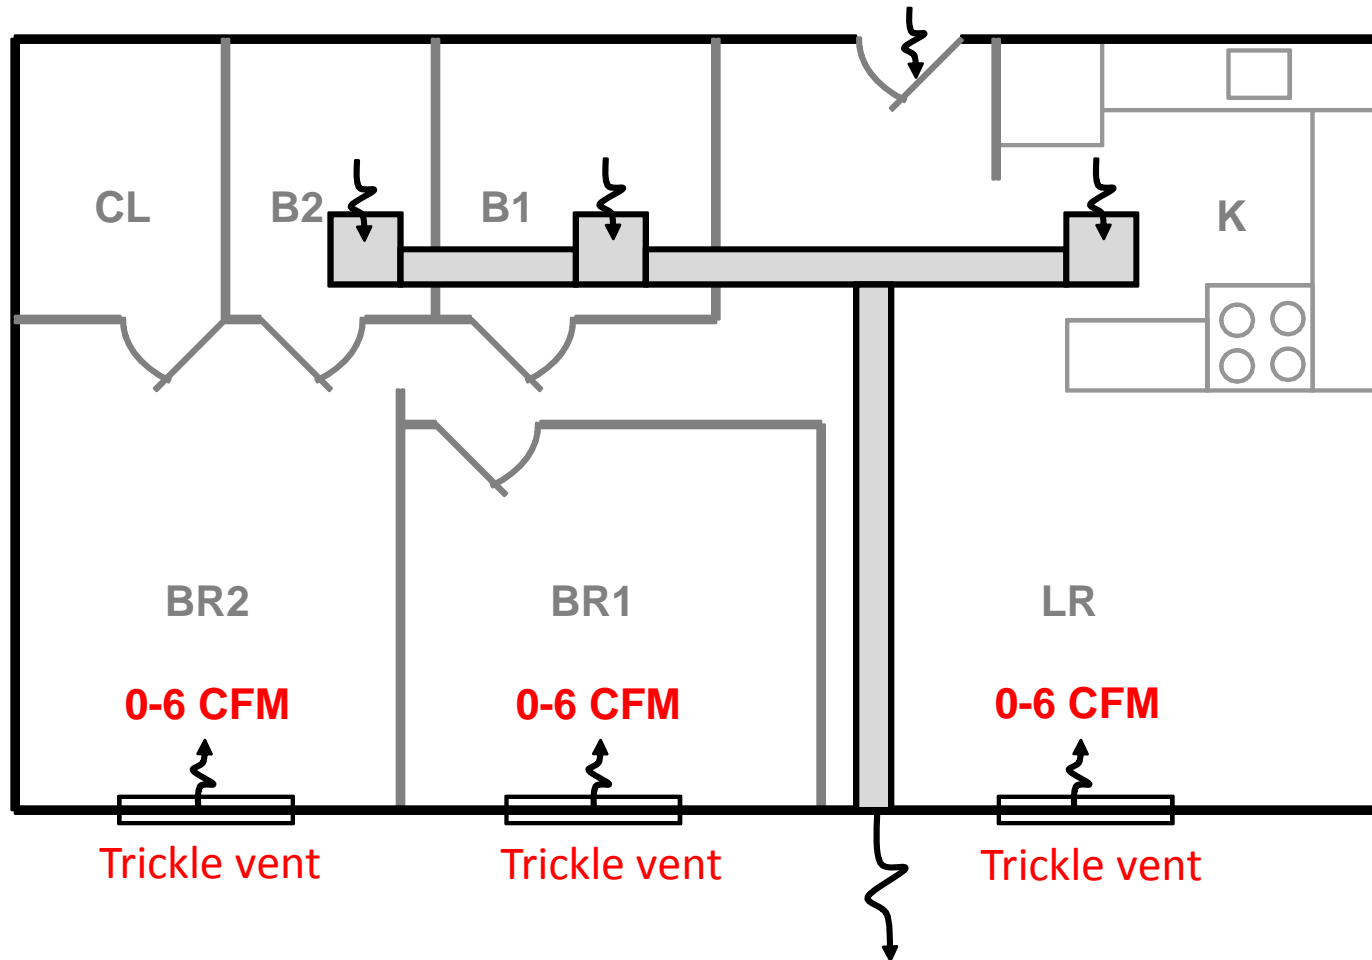 CL
B2
B1
K
BR2
BR1
LR
0-6 CFM
0-6 CFM
0-6 CFM
Trickle vent
Trickle vent
Trickle vent